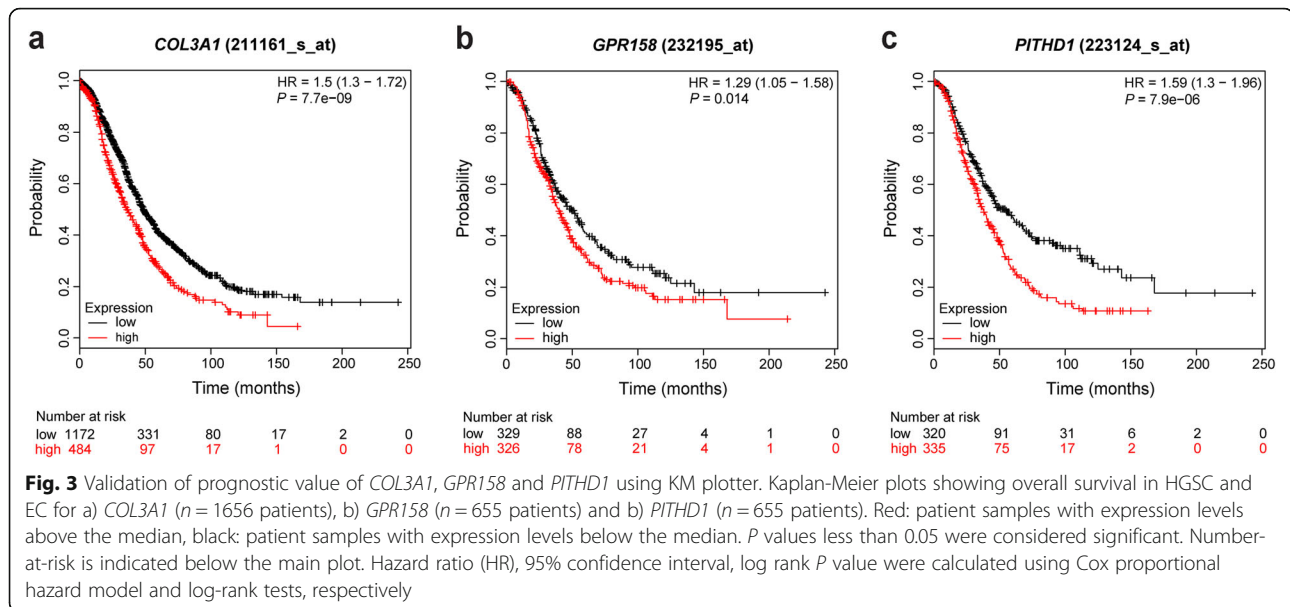 a
COL3A1 (211161_s_at)
HR = 1.5 (1.3 − 1.72)
P = 7.7e−09
Probability
1.0
0.8
0.6
0.4
0.2
0.0
Expression
low
high
0 50 100 150 200 250
Time (months)
Number at risk
low 1172 331 80 17 2 0
high 484 97 17 1 0 0
b
GPR158 (232195_at)
HR = 1.29 (1.05 − 1.58)
P = 0.014
Probability
1.0
0.8
0.6
0.4
0.2
0.0
Expression
low
high
0 50 100 150 200 250
Time (months)
Number at risk
low 329 88 27 4 1 0
high 326 78 21 4 1 0
c
PITHD1 (223124_s_at)
HR = 1.59 (1.3 − 1.96)
P = 7.9e−06
Probability
1.0
0.8
0.6
0.4
0.2
0.0
Expression
low
high
0 50 100 150 200 250
Time (months)
Number at risk
low 320 91 31 6 2 0
high 335 75 17 2 0 0
Fig. 3 Validation of prognostic value of COL3A1, GPR158 and PITHD1 using KM plotter. Kaplan-Meier plots showing overall survival in HGSC and
EC for a) COL3A1 (n = 1656 patients), b) GPR158 (n = 655 patients) and b) PITHD1 (n = 655 patients). Red: patient samples with expression levels
above the median, black: patient samples with expression levels below the median. P values less than 0.05 were considered significant. Number-
at-risk is indicated below the main plot. Hazard ratio (HR), 95% confidence interval, log rank P value were calculated using Cox proportional
hazard model and log-rank tests, respectively